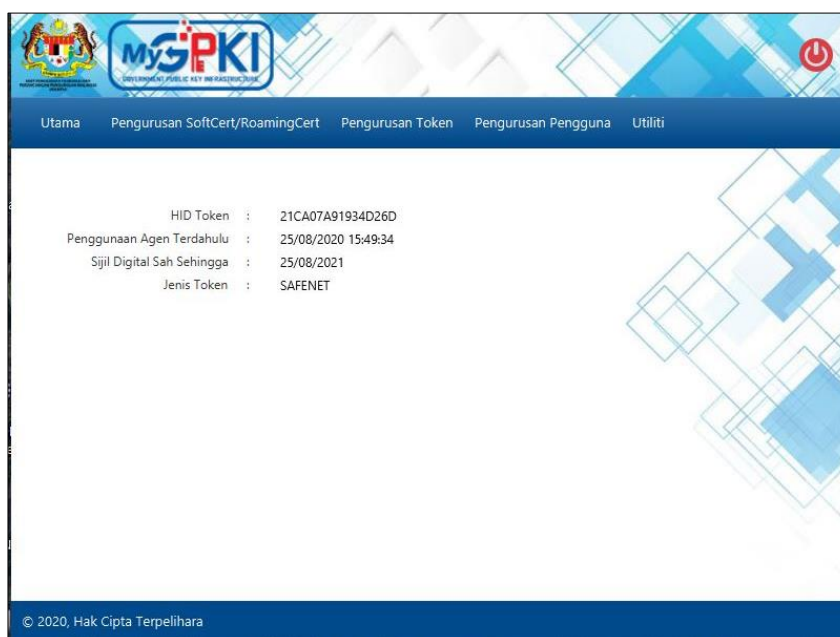 MyGPKI
GOVERNMENT PUBLIC KEY INFRASTRUCTURE
Utama Pengurusan SoftCert/RoamingCert Pengurusan Token Pengurusan Pengguna Utiliti
HID Token : 21CA07A91934D26D
Penggunaan Agen Terdahulu : 25/08/2020 15:49:34
Sijil Digital Sah Sehingga : 25/08/2021
Jenis Token : SAFENET
© 2020, Hak Cipta Terpelihara